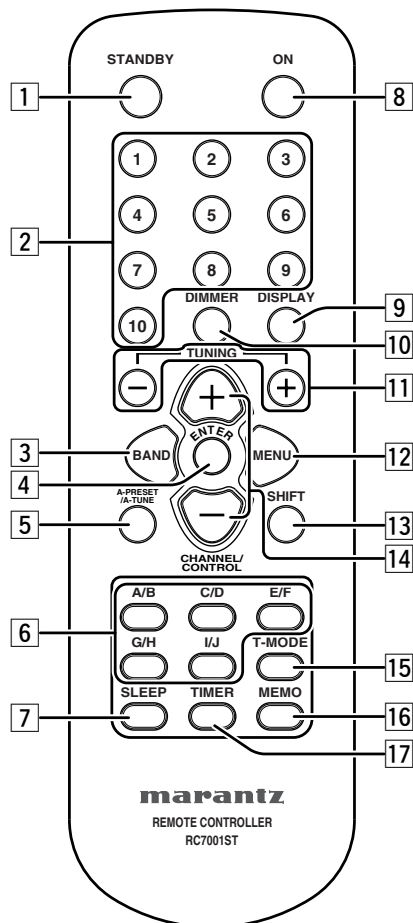 STANDBY ON
1 8
1 2 3
4 5 6
2
7 8 9
DIMMER DISPLAY
9
10
10
TUNING
− +
11
+
ENTER
3 BAND MENU 12
4
A-PRESET
/A-TUNE
5
SHIFT
13
−
14
CHANNEL/
CONTROL
A/B C/D E/F
6
G/H I/J T-MODE
15
SLEEP TIMER MEMO
7 16
17
marantz
REMOTE CONTROLLER
RC7001ST